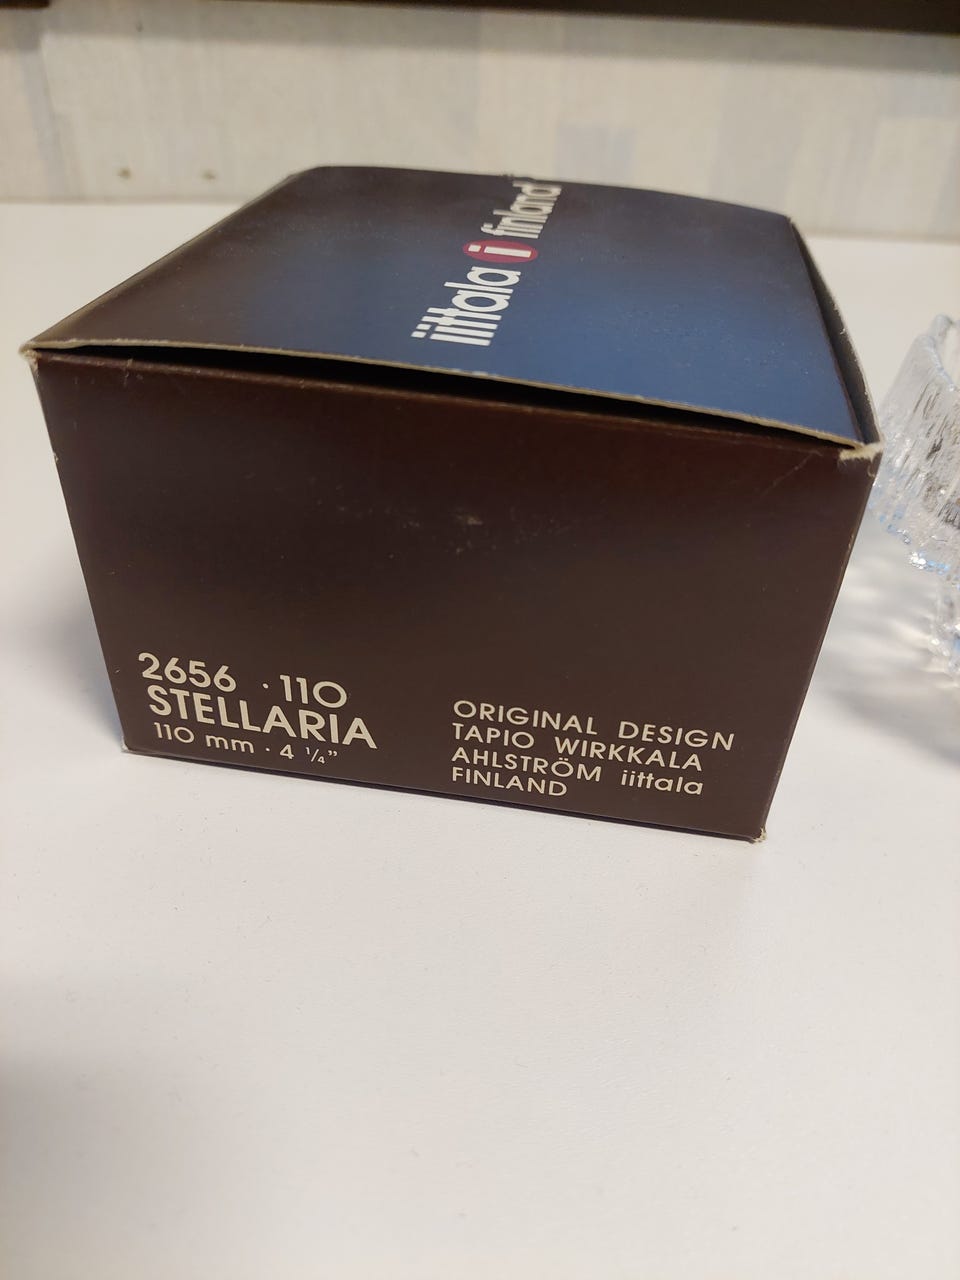 iittala i finland
2656 · 110
STELLARIA
110 mm · 4 ¼”
ORIGINAL DESIGN
TAPIO WIRKKALA
AHLSTRÖM iittala
FINLAND